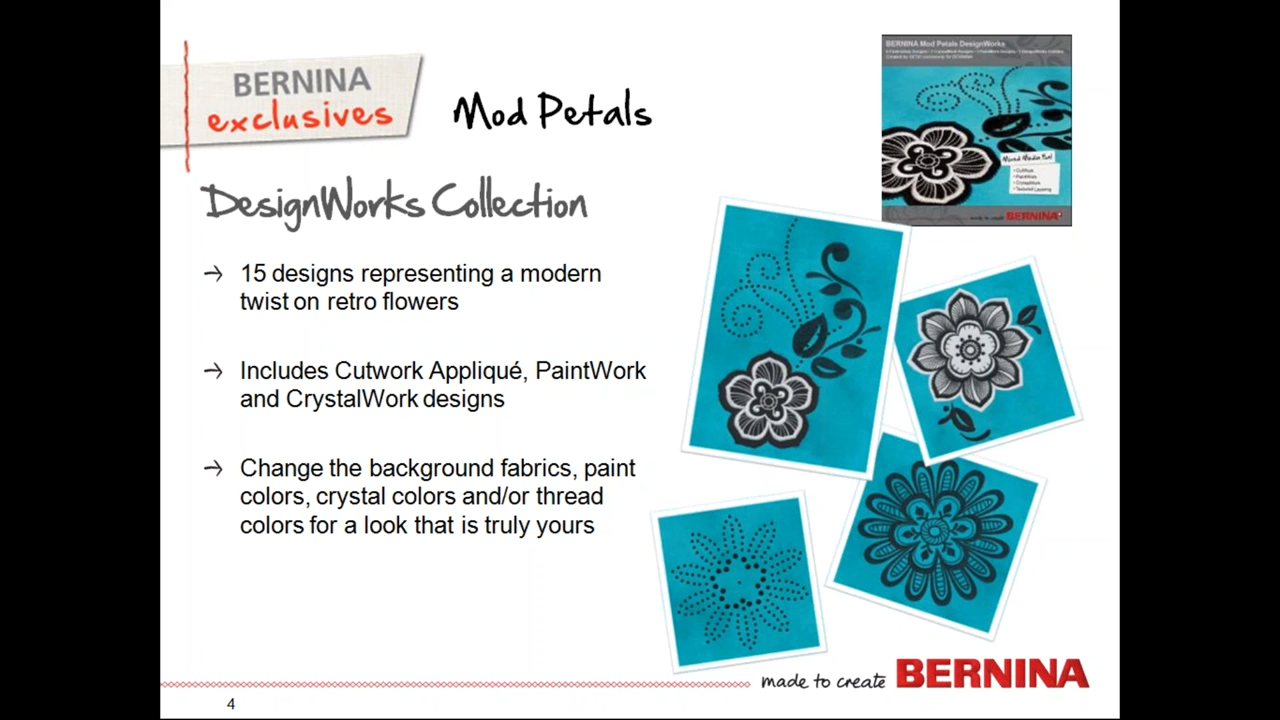 BERNINA
exclusives
Mod Petals
DesignWorks Collection
15 designs representing a modern
twist on retro flowers
Includes Cutwork Appliqué, PaintWork
and CrystalWork designs
Change the background fabrics, paint
colors, crystal colors and/or thread
colors for a look that is truly yours
BERNINA Mod Petals DesignWorks
Mixed Media Fun!
• CutWork
• PaintWork
• CrystalWork
• Textured Layering
made to create BERNINA
made to create BERNINA
4